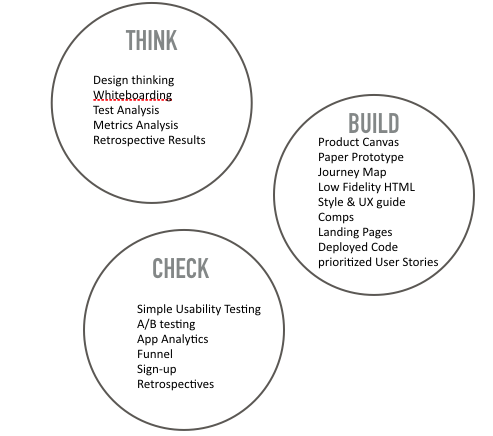 THINK
Design thinking
Whiteboarding
Test Analysis
Metrics Analysis
Retrospective Results
BUILD
Product Canvas
Paper Prototype
Journey Map
Low Fidelity HTML
Style & UX guide
Comps
Landing Pages
Deployed Code
prioritized User Stories
CHECK
Simple Usability Testing
A/B testing
App Analytics
Funnel
Sign-up
Retrospectives